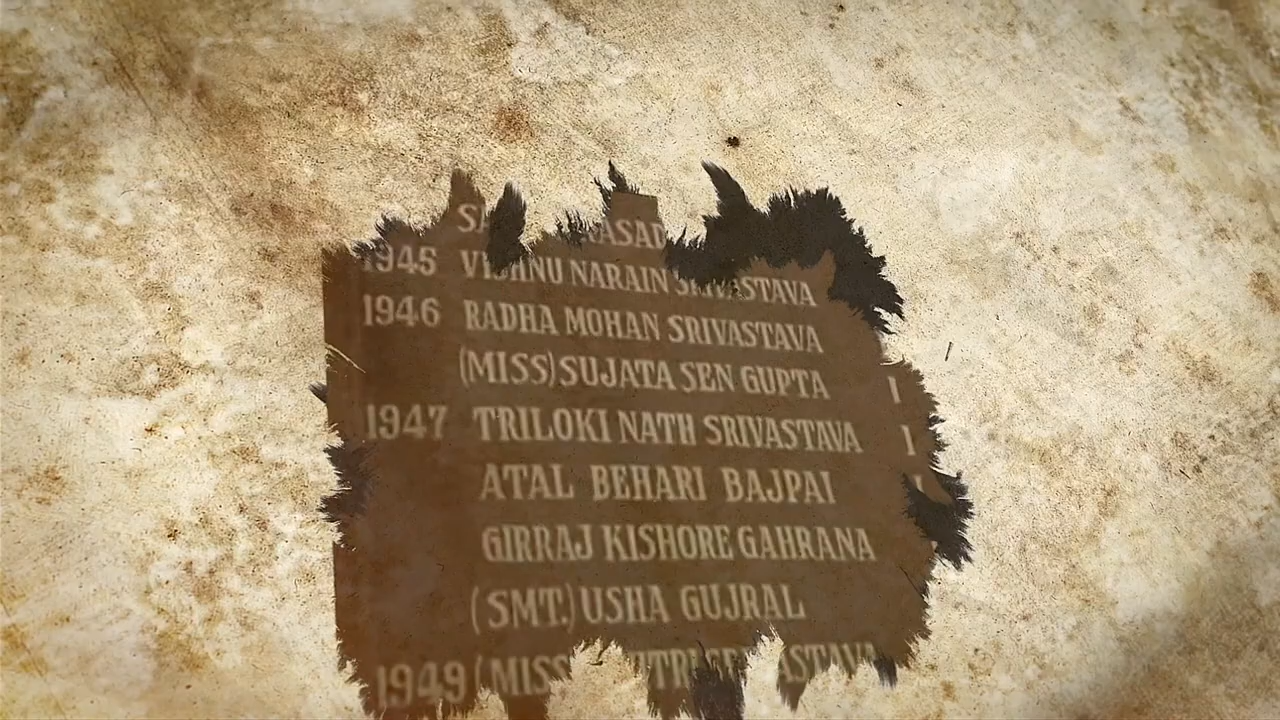 1945 VISHNU NARAIN SRIVASTAVA
1946 RADHA MOHAN SRIVASTAVA
(MISS) SUJATA SEN GUPTA
1947 TRILOKI NATH SRIVASTAVA
ATAL BEHARI BAJPAI
GIRRAJ KISHORE GAHRANA
(SMT.) USHA GUJRAL
1949 (MISS